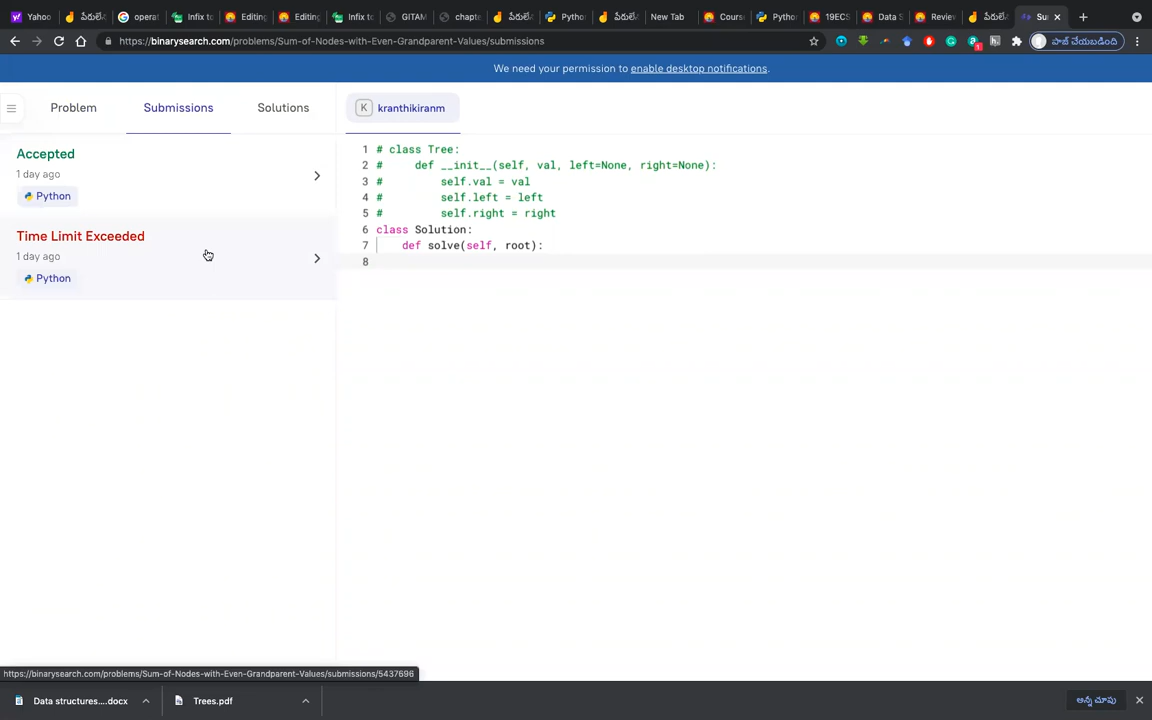 Yahoo పేరులే operat Infix to Editing Editing Infix to GITAM chapte పేరులే Python పేరులే New Tab Cours Python 19ECS Data S Review పేరులే Su
https://binarysearch.com/problems/Sum-of-Nodes-with-Even-Grandparent-Values/submissions పాజ్ చేయబడింది
We need your permission to enable desktop notifications.
Problem Submissions Solutions K kranthikiranm
Accepted
1 day ago
Python
Time Limit Exceeded
1 day ago
Python
1 # class Tree:
2 #     def __init__(self, val, left=None, right=None):
3 #         self.val = val
4 #         self.left = left
5 #         self.right = right
6 class Solution:
7     def solve(self, root):
8
https://binarysearch.com/problems/Sum-of-Nodes-with-Even-Grandparent-Values/submissions/5437696
Data structures....docx Trees.pdf అన్నీ చూపు